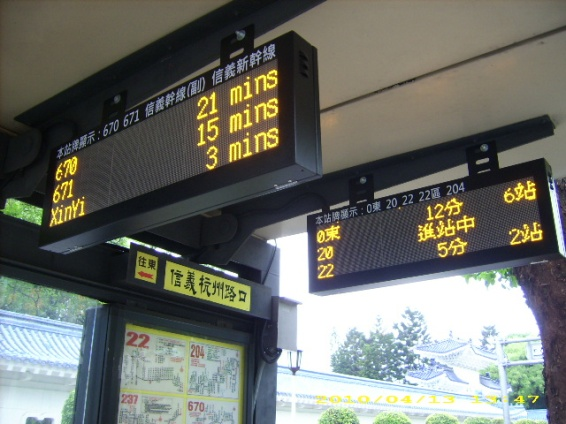 本站牌顯示：670 671 信義幹線(副) 信義新幹線
670 21 mins
671 15 mins
XinYi 3 mins
本站牌顯示：0東 20 22 22區 204
0東 12分 6站
20 進站中
22 5分 2站
往東
信義杭州路口
22
204
237
670
2010/04/13 13:47